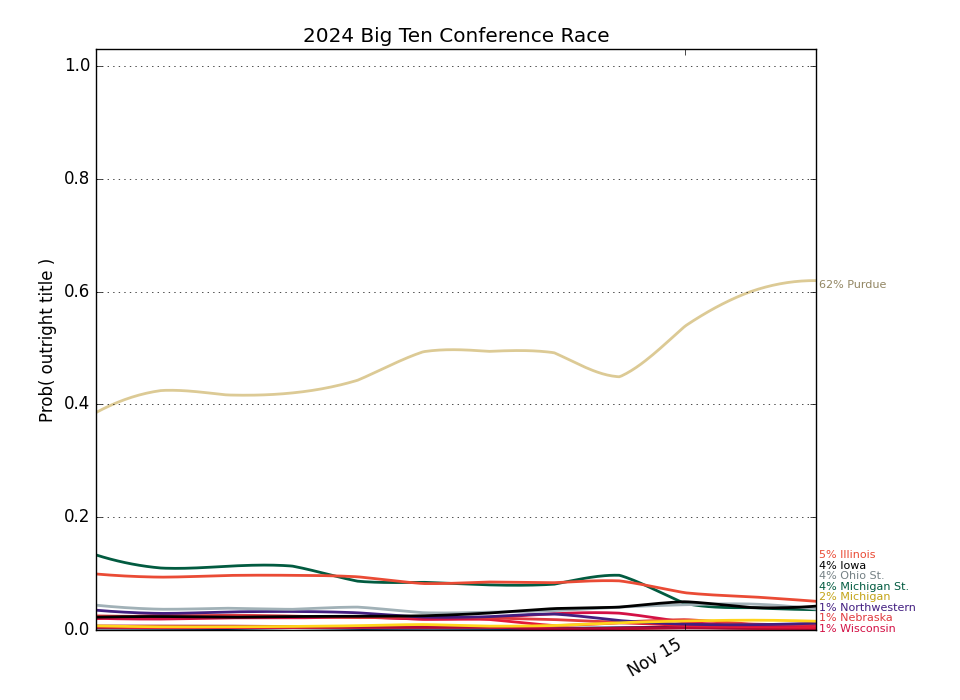 2024 Big Ten Conference Race
1.0
0.8
0.6
0.4
0.2
0.0
Prob( outright title )
Nov 15
62% Purdue
5% Illinois
4% Iowa
4% Ohio St.
4% Michigan St.
2% Michigan
1% Northwestern
1% Nebraska
1% Wisconsin